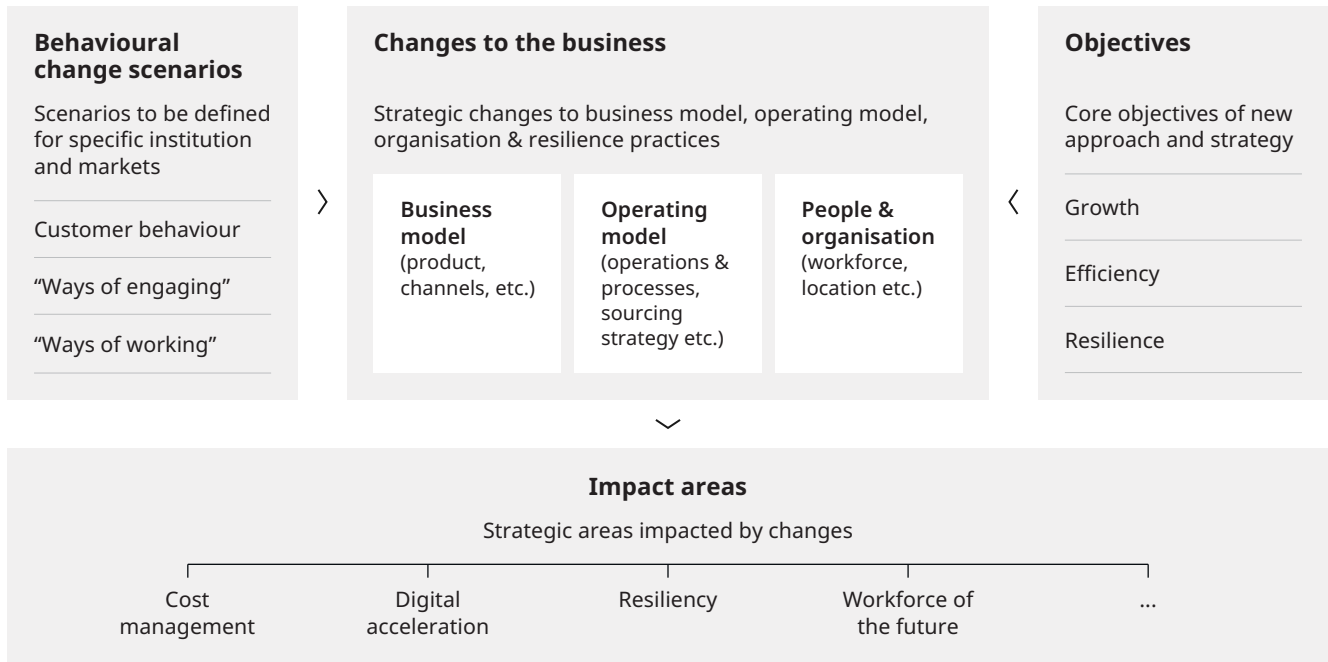 Behavioural
change scenarios
Scenarios to be defined
for specific institution
and markets
Customer behaviour
“Ways of engaging”
“Ways of working”
Changes to the business
Strategic changes to business model, operating model,
organisation & resilience practices
Business
model
(product,
channels, etc.)
Operating
model
(operations &
processes,
sourcing
strategy etc.)
People &
organisation
(workforce,
location etc.)
Objectives
Core objectives of new
approach and strategy
Growth
Efficiency
Resilience
Impact areas
Strategic areas impacted by changes
Cost
management
Digital
acceleration
Resiliency
Workforce of
the future
...